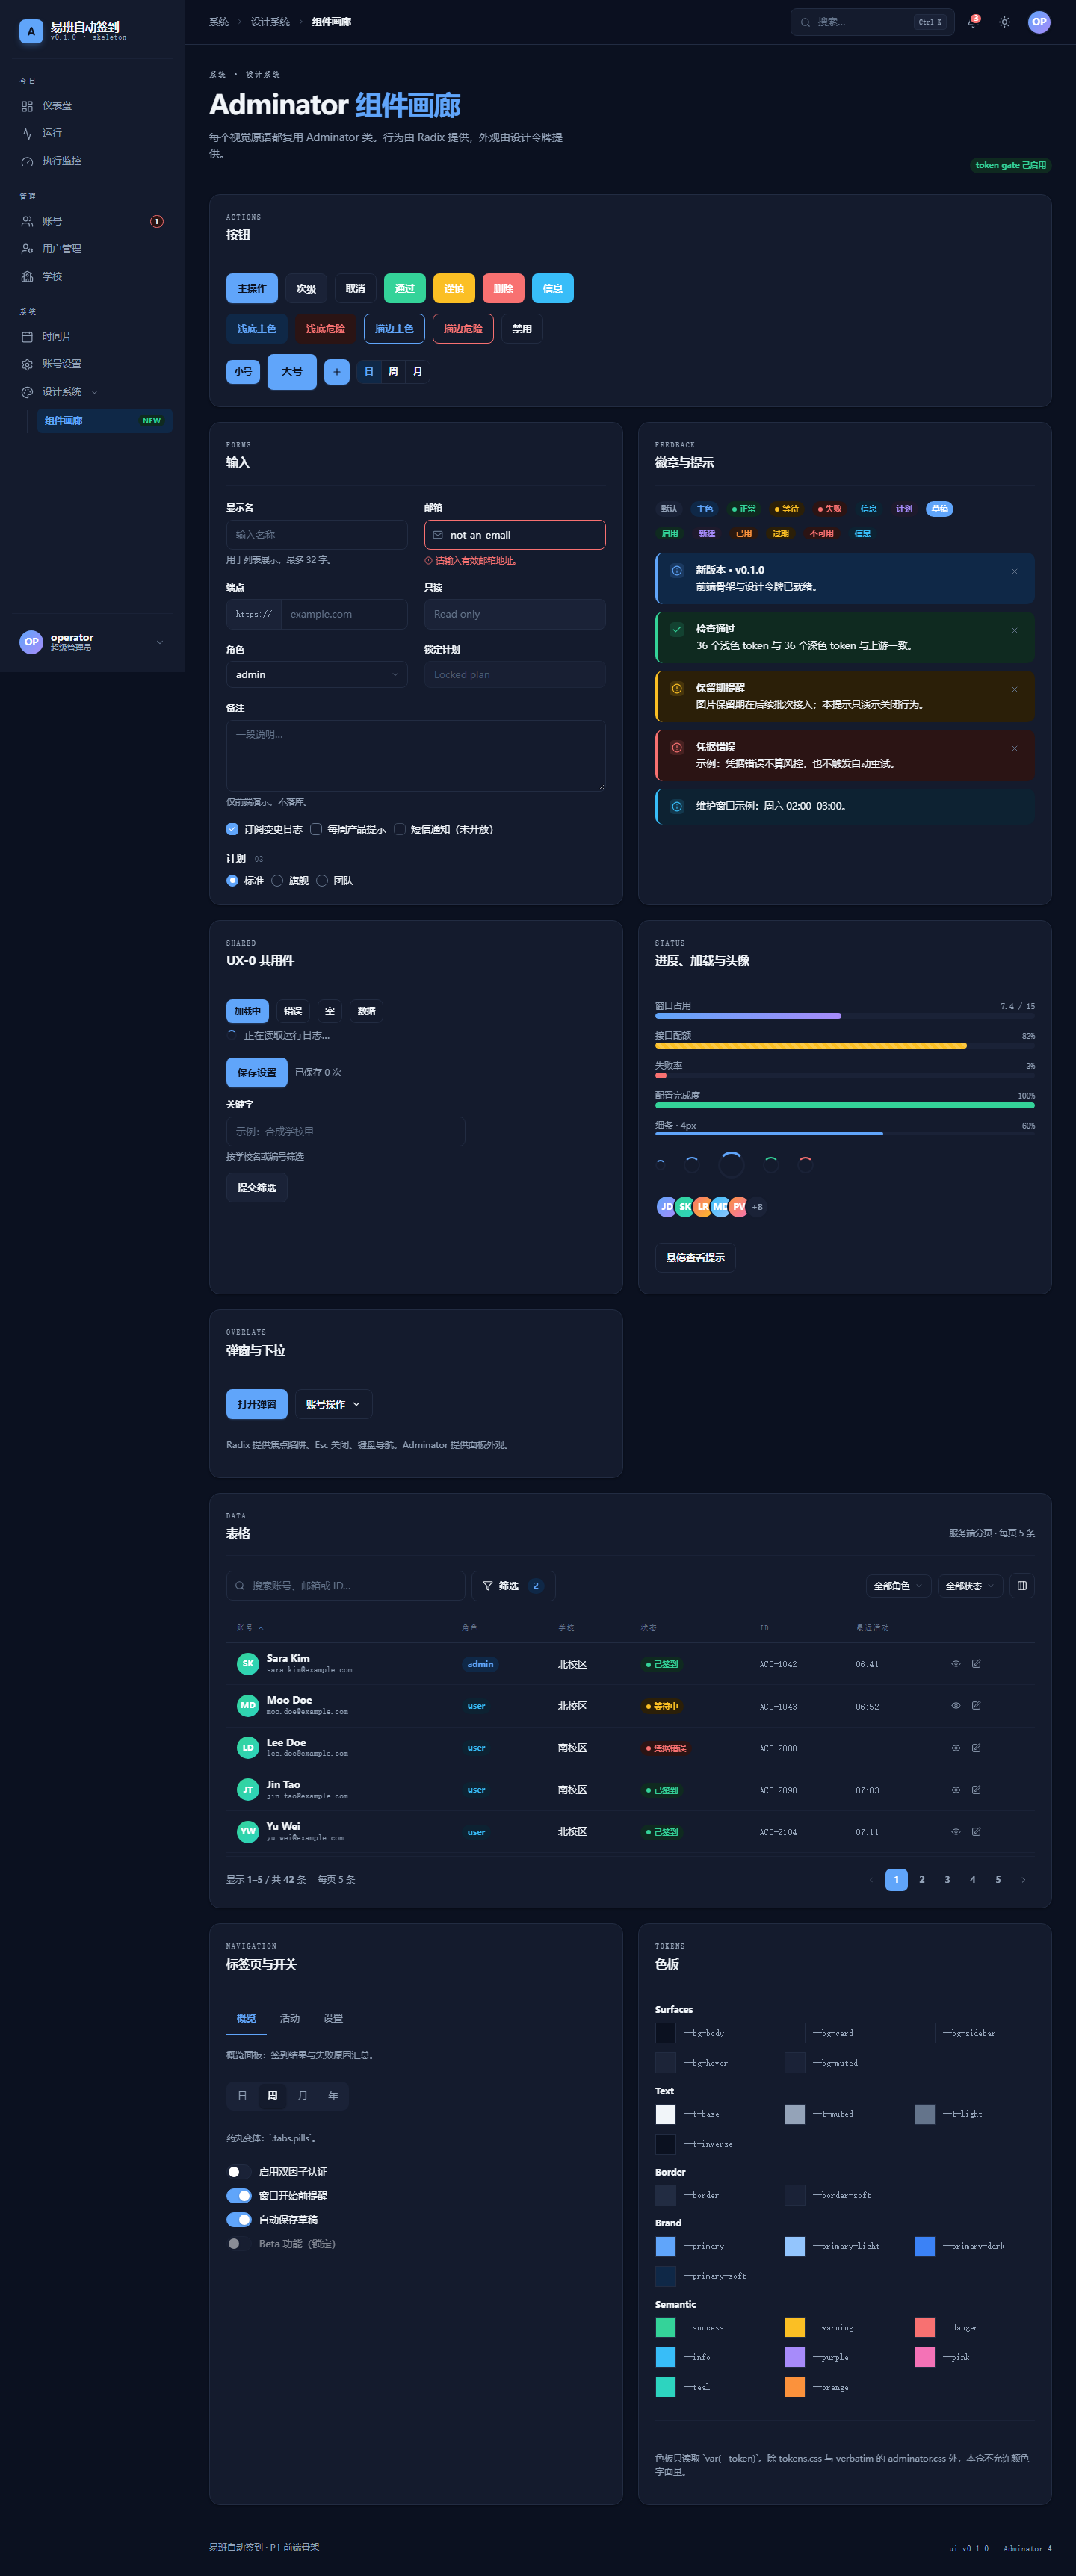 A
易班自动签到
v0.1.0 • skeleton
今日
仪表盘
运行
执行监控
管理
账号
1
用户管理
学校
系统
时间片
账号设置
设计系统
组件画廊
NEW
OP
operator
超级管理员
系统 › 设计系统 › 组件画廊
搜索...
Ctrl K
3
OP
系统 • 设计系统
Adminator 组件画廊
每个视觉原语都复用 Adminator 类。行为由 Radix 提供，外观由设计令牌提
供。
token gate 已启用
ACTIONS
按钮
主操作 次级 取消 通过 谨慎 删除 信息
浅底主色 浅底危险 描边主色 描边危险 禁用
小号 大号 + 日 周 月
FORMS
输入
显示名
输入名称
用于列表展示，最多 32 字。
邮箱
not-an-email
请输入有效邮箱地址。
端点
https:// example.com
只读
Read only
角色
admin
锁定计划
Locked plan
备注
一段说明...
仅前端演示，不落库。
订阅变更日志 每周产品提示 短信通知（未开放）
计划 03
标准 旗舰 团队
FEEDBACK
徽章与提示
默认 主色 正常 等待 失败 信息 计划 草稿
启用 新建 已用 过期 不可用 信息
新版本 • v0.1.0
前端骨架与设计令牌已就绪。
检查通过
36 个浅色 token 与 36 个深色 token 与上游一致。
保留期提醒
图片保留期在后续批次接入；本提示只演示关闭行为。
凭据错误
示例：凭据错误不算风控，也不触发自动重试。
维护窗口示例：周六 02:00–03:00。
SHARED
UX-0 共用件
加载中 错误 空 数据
正在读取运行日志...
保存设置 已保存 0 次
关键字
示例：合成学校甲
按学校名或编号筛选
提交筛选
STATUS
进度、加载与头像
窗口占用 7.4 / 15
接口配额 82%
失败率 3%
配置完成度 100%
细条 · 4px 60%
JD SK LR MD PV +8
悬停查看提示
OVERLAYS
弹窗与下拉
打开弹窗 账号操作
Radix 提供焦点陷阱、Esc 关闭、键盘导航。Adminator 提供面板外观。
DATA
表格
服务端分页 · 每页 5 条
搜索账号、邮箱或 ID...
筛选 2
全部角色 全部状态
账号 角色 学校 状态 ID 最近活动
SK Sara Kim
sara.kim@example.com
admin 北校区 已签到 ACC-1042 06:41
MD Moo Doe
moo.doe@example.com
user 北校区 等待中 ACC-1043 06:52
LD Lee Doe
lee.doe@example.com
user 南校区 凭据错误 ACC-2088 —
JT Jin Tao
jin.tao@example.com
user 南校区 已签到 ACC-2090 07:03
YW Yu Wei
yu.wei@example.com
user 北校区 已签到 ACC-2104 07:11
显示 1–5 / 共 42 条 每页 5 条
‹ 1 2 3 4 5 ›
NAVIGATION
标签页与开关
概览 活动 设置
概览面板：签到结果与失败原因汇总。
日 周 月 年
药丸变体：`.tabs.pills`。
启用双因子认证
窗口开始前提醒
自动保存草稿
Beta 功能（锁定）
TOKENS
色板
Surfaces
--bg-body --bg-card --bg-sidebar
--bg-hover --bg-muted
Text
--t-base --t-muted --t-light
--t-inverse
Border
--border --border-soft
Brand
--primary --primary-light --primary-dark
--primary-soft
Semantic
--success --warning --danger
--info --purple --pink
--teal --orange
色板只读取 `var(--token)`。除 tokens.css 与 verbatim 的 adminator.css 外，本仓不允许颜色
字面量。
易班自动签到 · P1 前端骨架
ui v0.1.0 Adminator 4